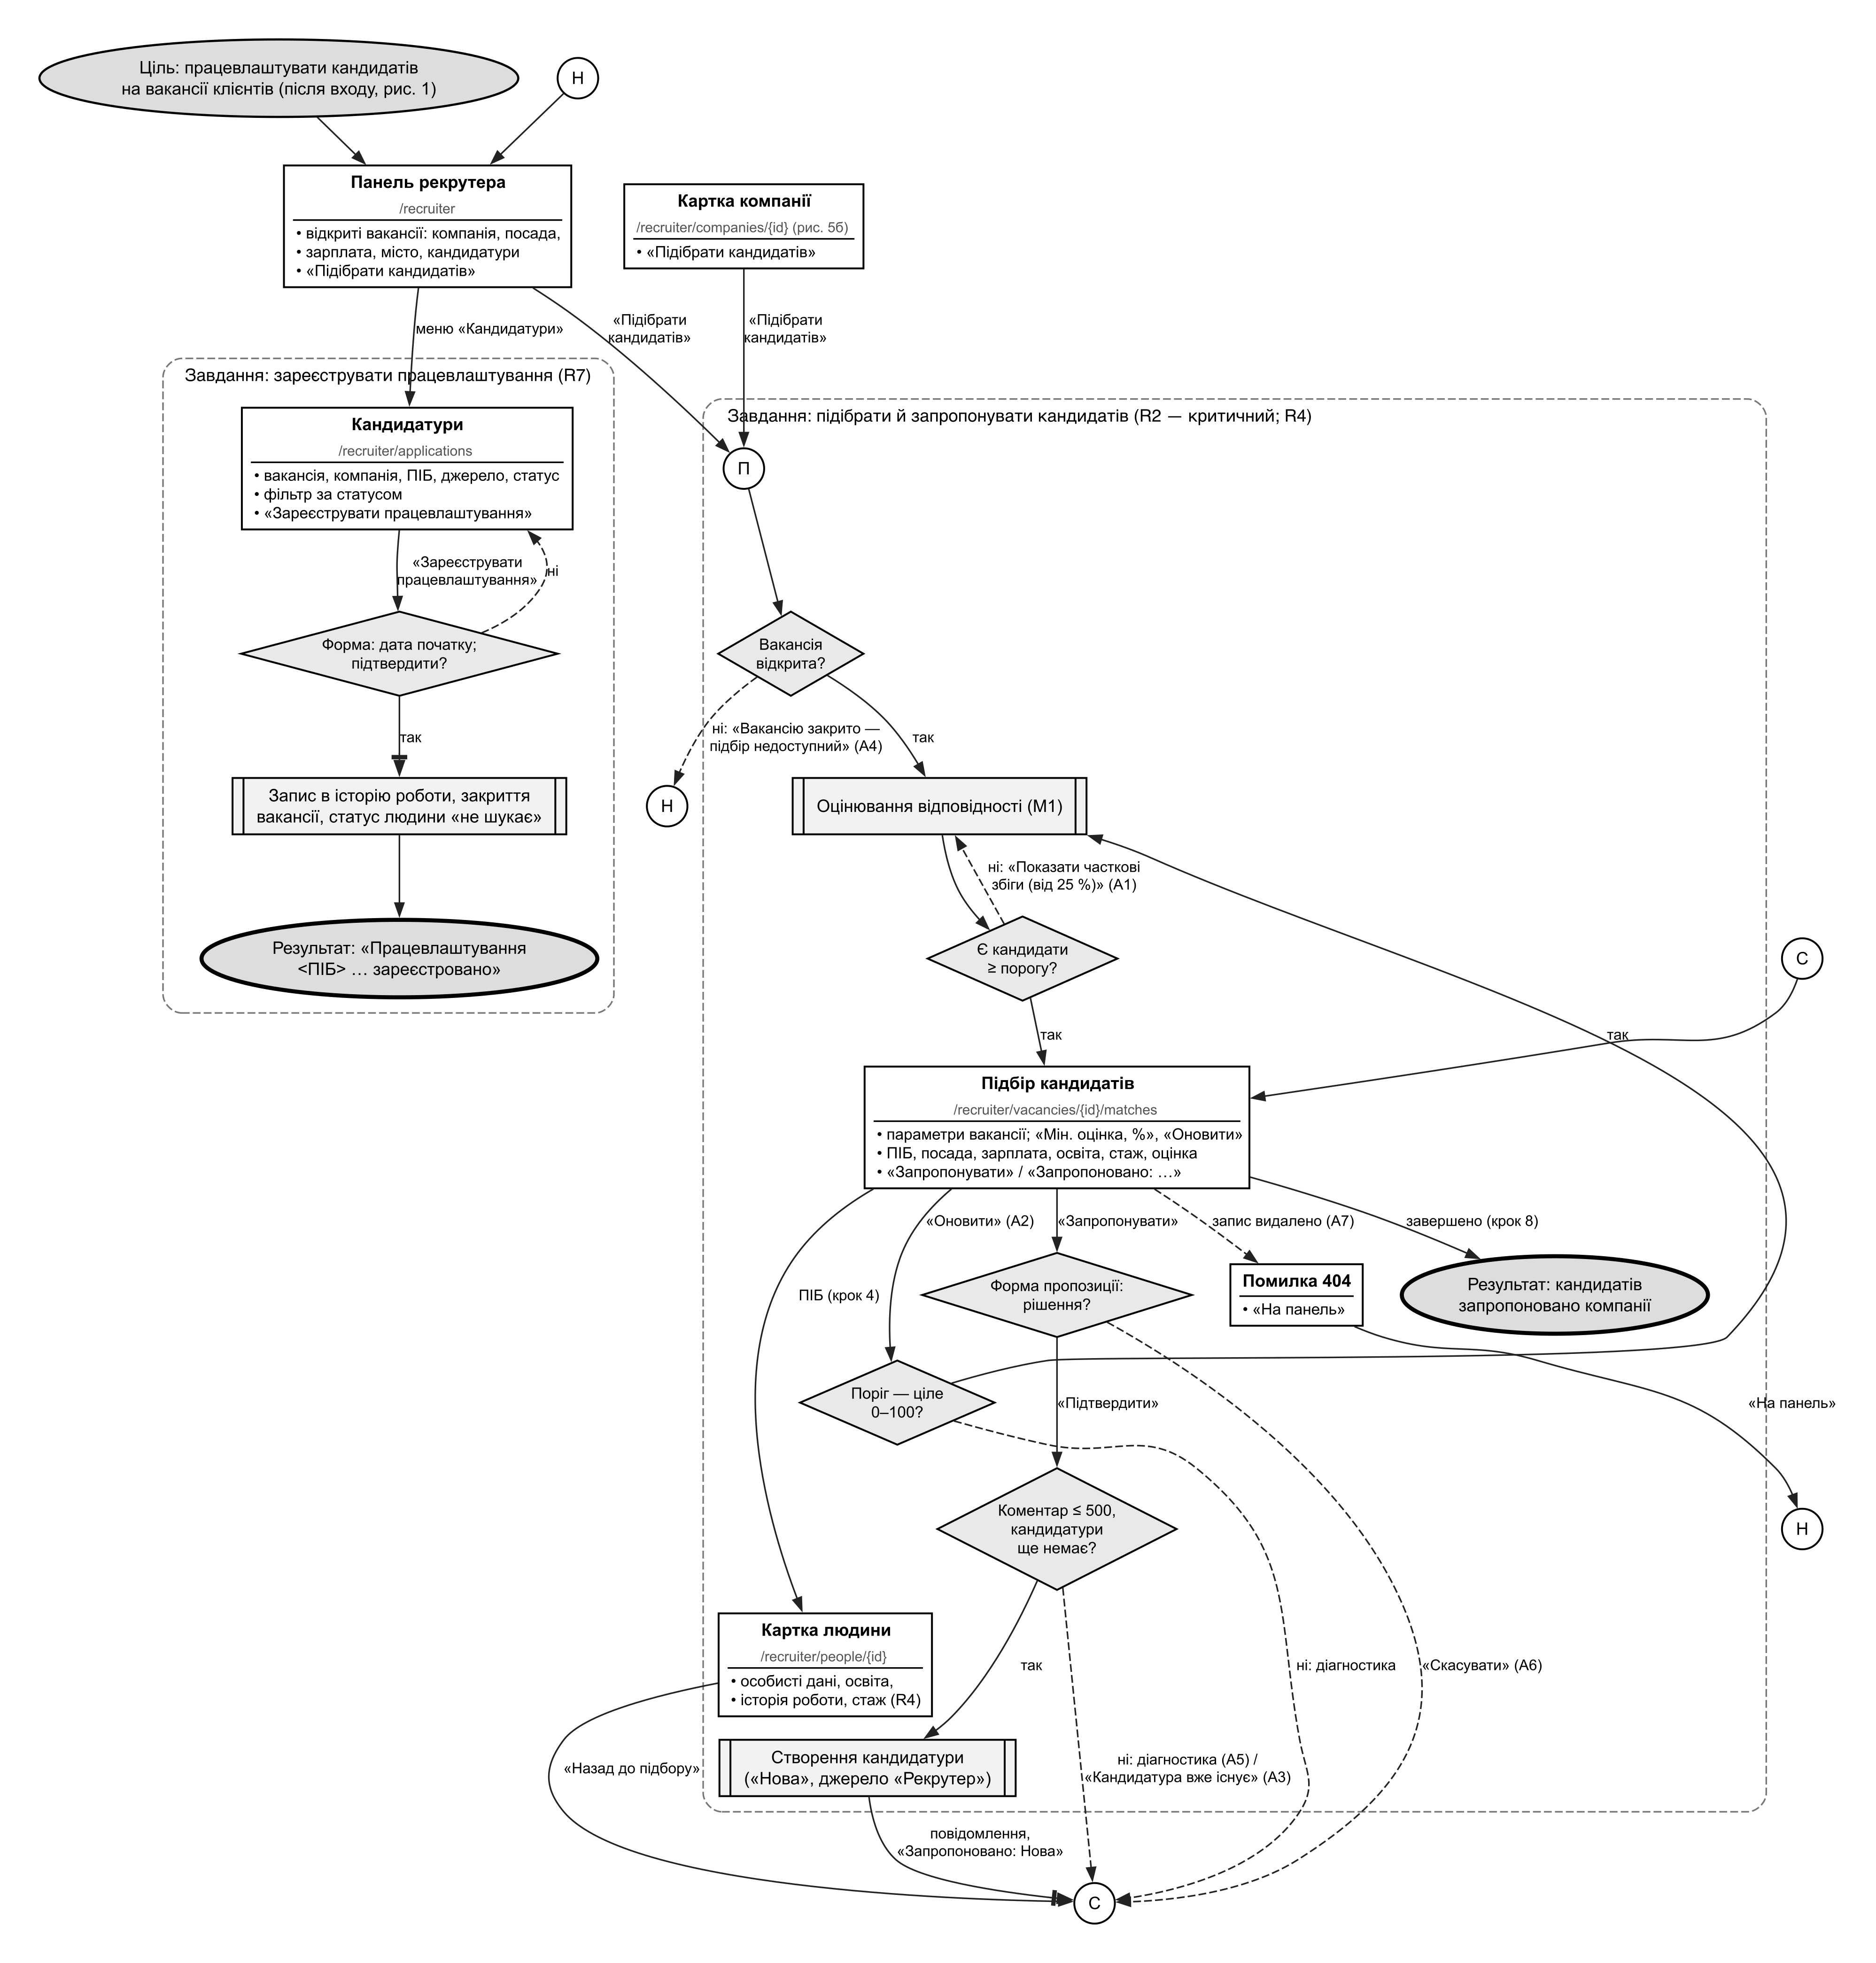 Ціль: працевлаштувати кандидатів
на вакансії клієнтів (після входу, рис. 1)
Н
Панель рекрутера
/recruiter
• відкриті вакансії: компанія, посада,
• зарплата, місто, кандидатури
• «Підібрати кандидатів»
Картка компанії
/recruiter/companies/{id} (рис. 5б)
• «Підібрати кандидатів»
меню «Кандидатури»
«Підібрати
кандидатів»
«Підібрати
кандидатів»
Завдання: зареєструвати працевлаштування (R7)
Кандидатури
/recruiter/applications
• вакансія, компанія, ПІБ, джерело, статус
• фільтр за статусом
• «Зареєструвати працевлаштування»
«Зареєструвати
працевлаштування»
ні
Форма: дата початку;
підтвердити?
так
Запис в історію роботи, закриття
вакансії, статус людини «не шукає»
Результат: «Працевлаштування
<ПІБ> … зареєстровано»
Завдання: підібрати й запропонувати кандидатів (R2 — критичний; R4)
П
Вакансія
відкрита?
ні: «Вакансію закрито —
підбір недоступний» (A4)
так
Н
Оцінювання відповідності (M1)
ні: «Показати часткові
збіги (від 25 %)» (A1)
Є кандидати
≥ порогу?
С
так
так
Підбір кандидатів
/recruiter/vacancies/{id}/matches
• параметри вакансії; «Мін. оцінка, %», «Оновити»
• ПІБ, посада, зарплата, освіта, стаж, оцінка
• «Запропонувати» / «Запропоновано: …»
«Оновити» (A2)
«Запропонувати»
запис видалено (A7)
завершено (крок 8)
ПІБ (крок 4)
Форма пропозиції:
рішення?
Помилка 404
• «На панель»
Результат: кандидатів
запропоновано компанії
Поріг — ціле
0–100?
«Підтвердити»
«На панель»
Коментар ≤ 500,
кандидатури
ще немає?
Н
Картка людини
/recruiter/people/{id}
• особисті дані, освіта,
• історія роботи, стаж (R4)
так
ні: діагностика
«Скасувати» (A6)
«Назад до підбору»
Створення кандидатури
(«Нова», джерело «Рекрутер»)
ні: діагностика (A5) /
«Кандидатура вже існує» (A3)
повідомлення,
«Запропоновано: Нова»
С